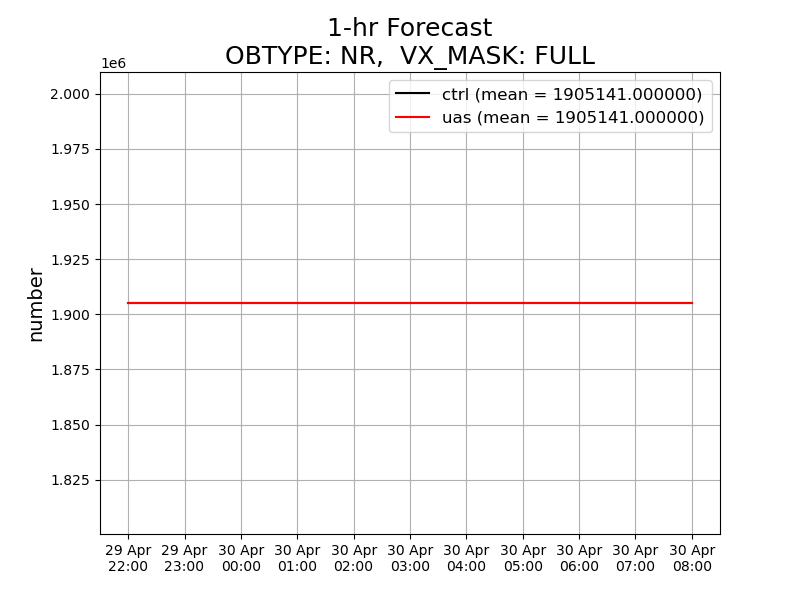 1-hr Forecast
OBTYPE: NR,  VX_MASK: FULL
1e6
ctrl (mean = 1905141.000000)
uas (mean = 1905141.000000)
2.000
1.975
1.950
1.925
1.900
1.875
1.850
1.825
number
29 Apr 22:00
29 Apr 23:00
30 Apr 00:00
30 Apr 01:00
30 Apr 02:00
30 Apr 03:00
30 Apr 04:00
30 Apr 05:00
30 Apr 06:00
30 Apr 07:00
30 Apr 08:00